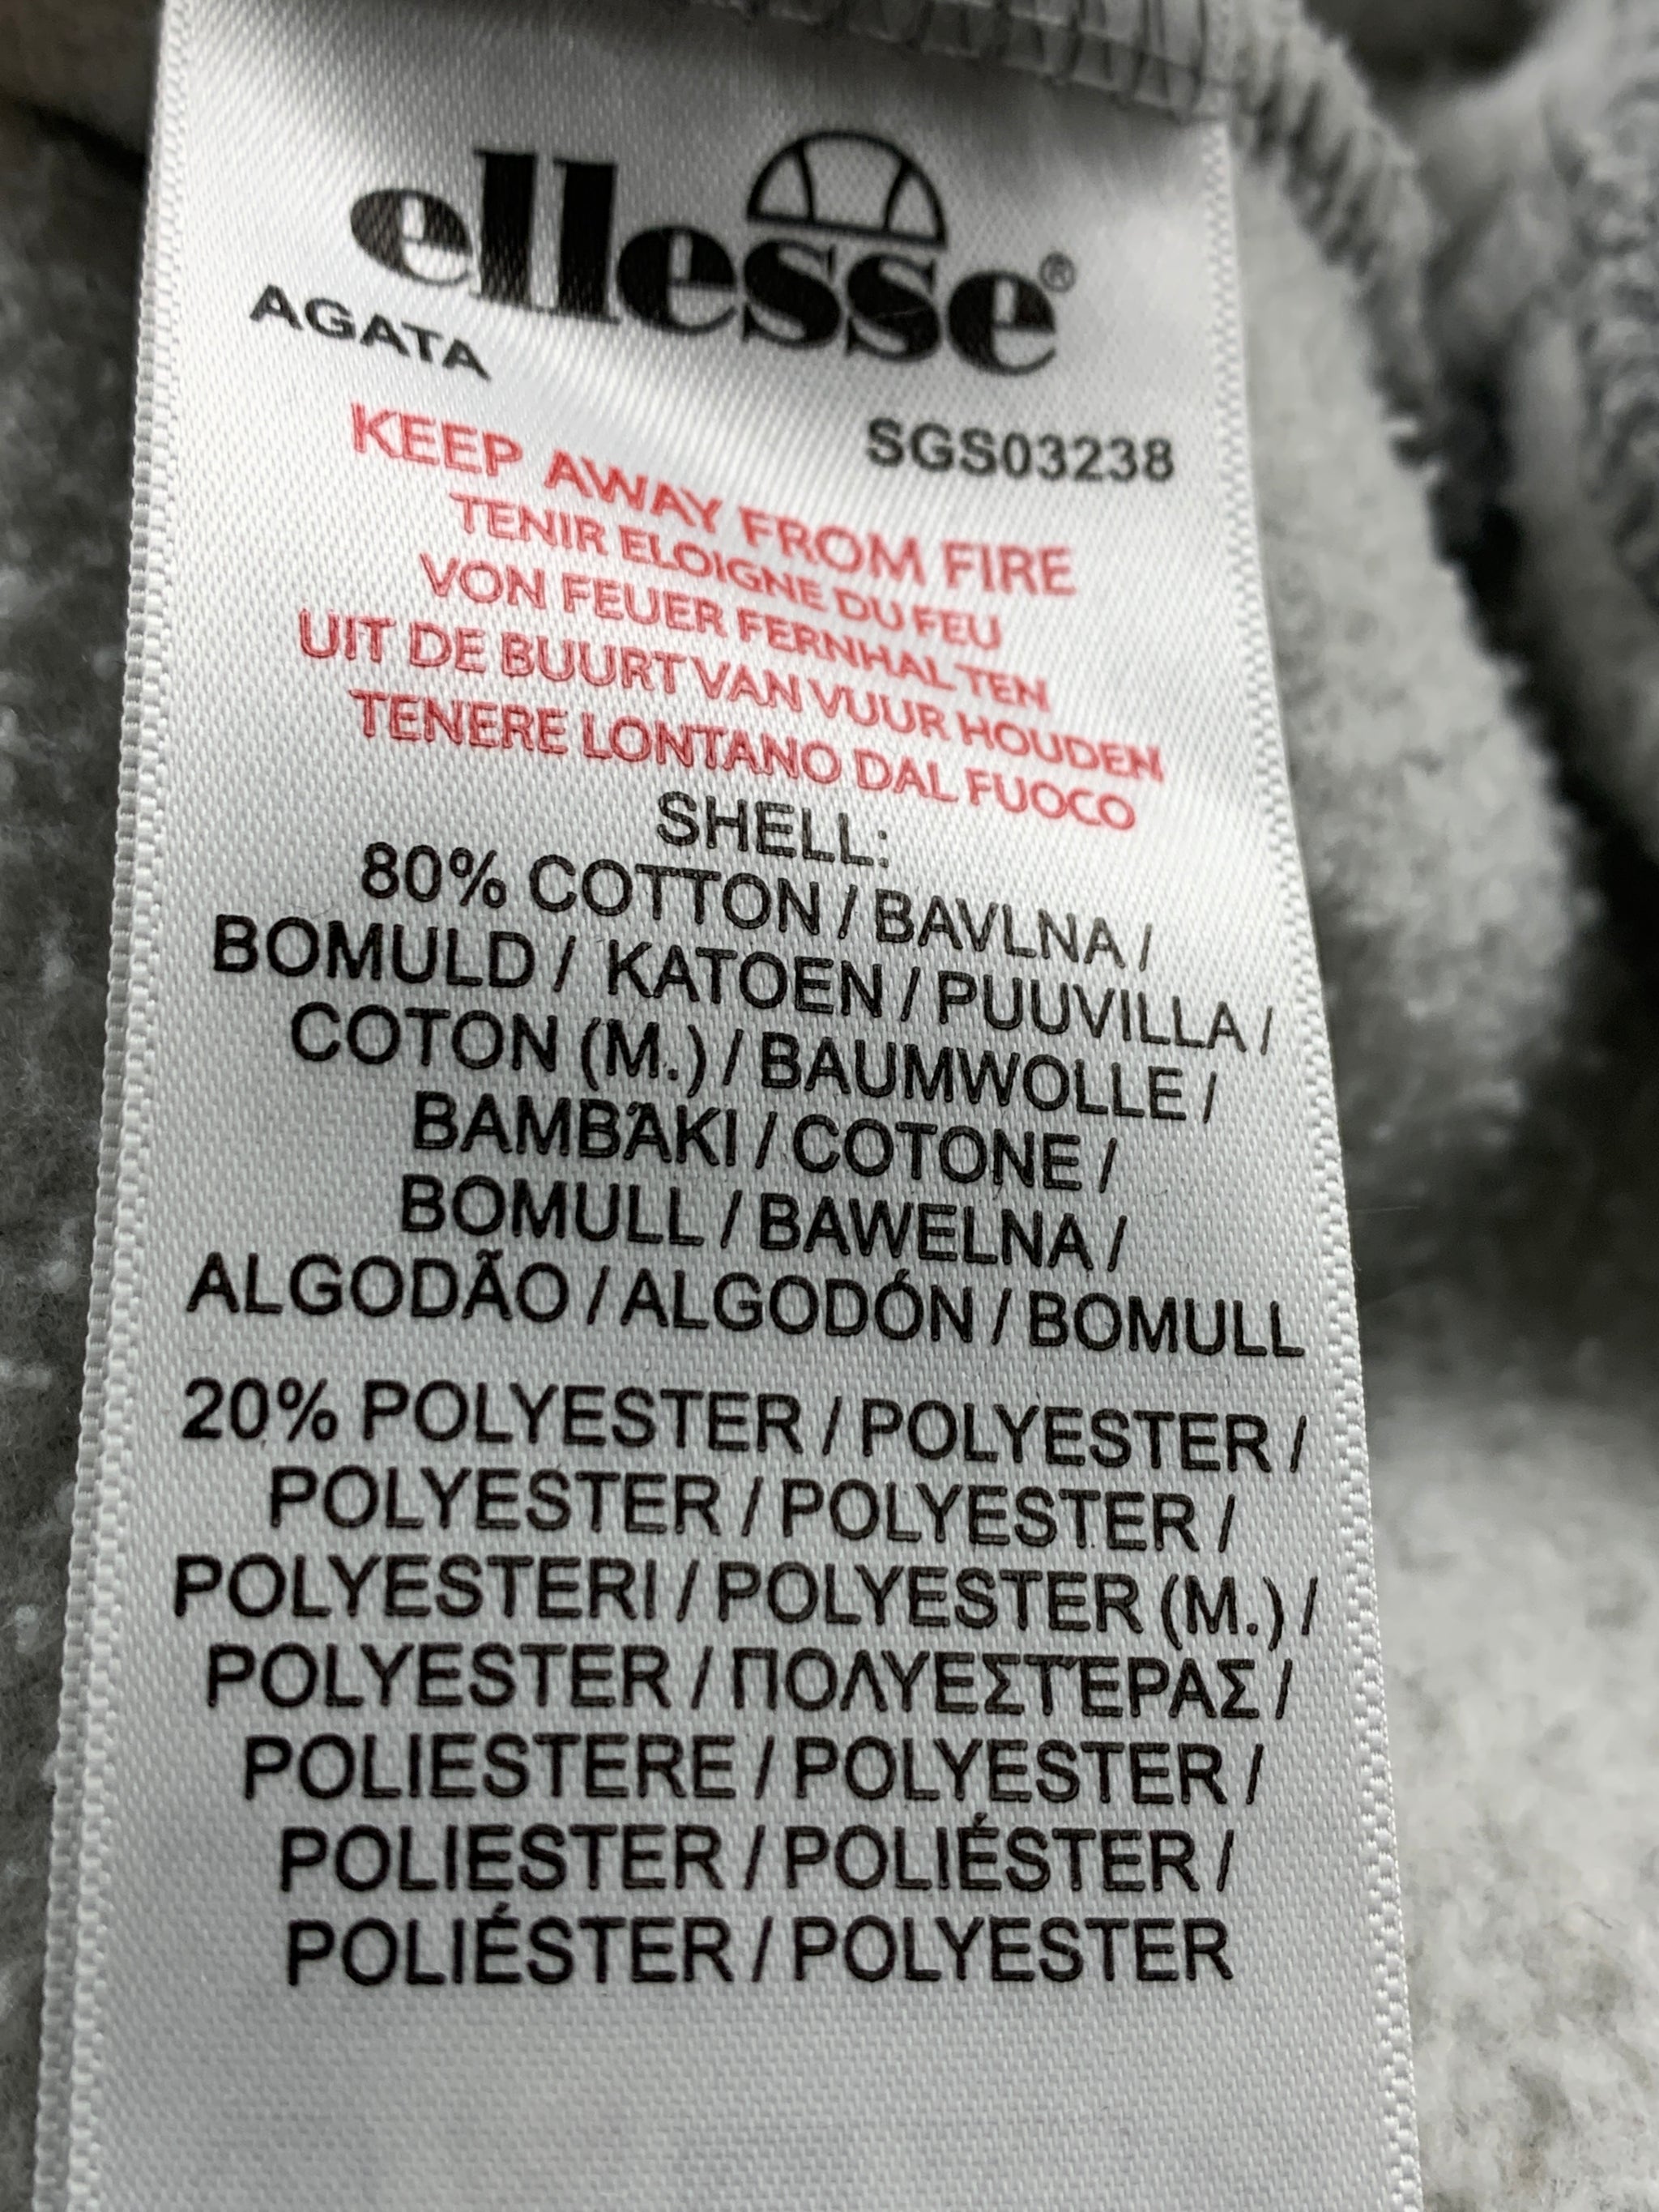 ellesse®
AGATA
SGS03238
KEEP AWAY FROM FIRE
TENIR ELOIGNE DU FEU
VON FEUER FERNHALTEN
UIT DE BUURT VAN VUUR HOUDEN
TENERE LONTANO DAL FUOCO
SHELL:
80% COTTON / BAVLNA /
BOMULD / KATOEN / PUUVILLA /
COTON (M.) / BAUMWOLLE /
BAMBΆKI / COTONE /
BOMULL / BAWELNA /
ALGODÃO / ALGODÓN / BOMULL
20% POLYESTER / POLYESTER /
POLYESTER / POLYESTER /
POLYESTERI / POLYESTER (M.) /
POLYESTER / ΠΟΛΥΕΣΤΈΡΑΣ /
POLIESTERE / POLYESTER /
POLIESTER / POLIÉSTER /
POLIÉSTER / POLYESTER